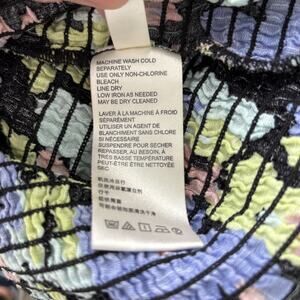 MACHINE WASH COLD
SEPARATELY
USE ONLY NON-CHLORINE
BLEACH
LINE DRY
LOW IRON AS NEEDED
MAY BE DRY CLEANED
LAVER À LA MACHINE À FROID
SÉPARÉMENT
UTILISER UN AGENT DE
BLANCHIMENT SANS CHLORE
SI NÉCESSAIRE
SUSPENDRE POUR SÉCHER
REPASSER, AU BESOIN, À
TRÈS BASSE TEMPÉRATURE
PEUT-ÊTRE ÊTRE NETTOYÉ
SEC